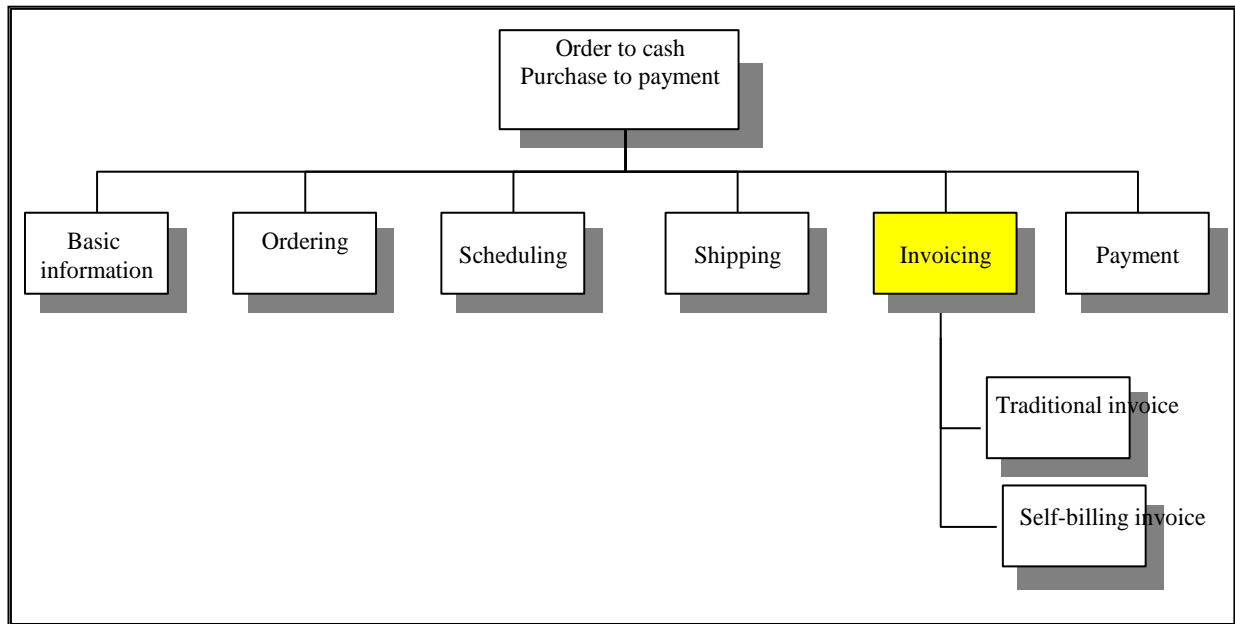 Order to cash
Purchase to payment
Basic
information
Ordering
Scheduling
Shipping
Invoicing
Payment
Traditional invoice
Self-billing invoice